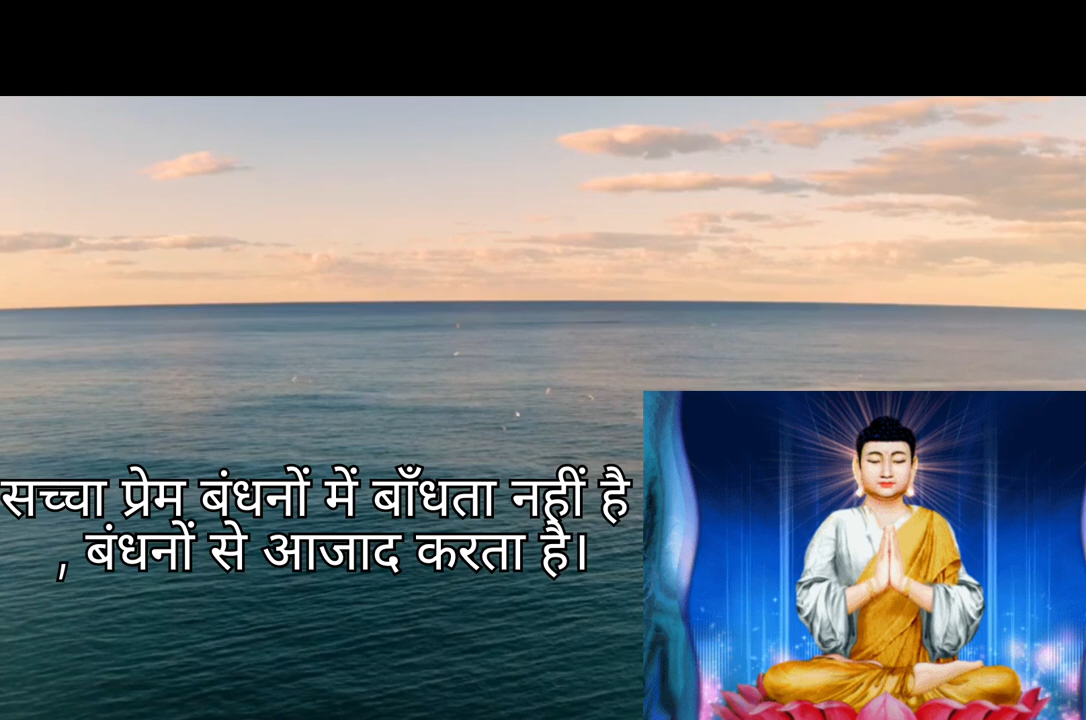 सच्चा प्रेम बंधनों में बाँधता नहीं है
, बंधनों से आजाद करता है।